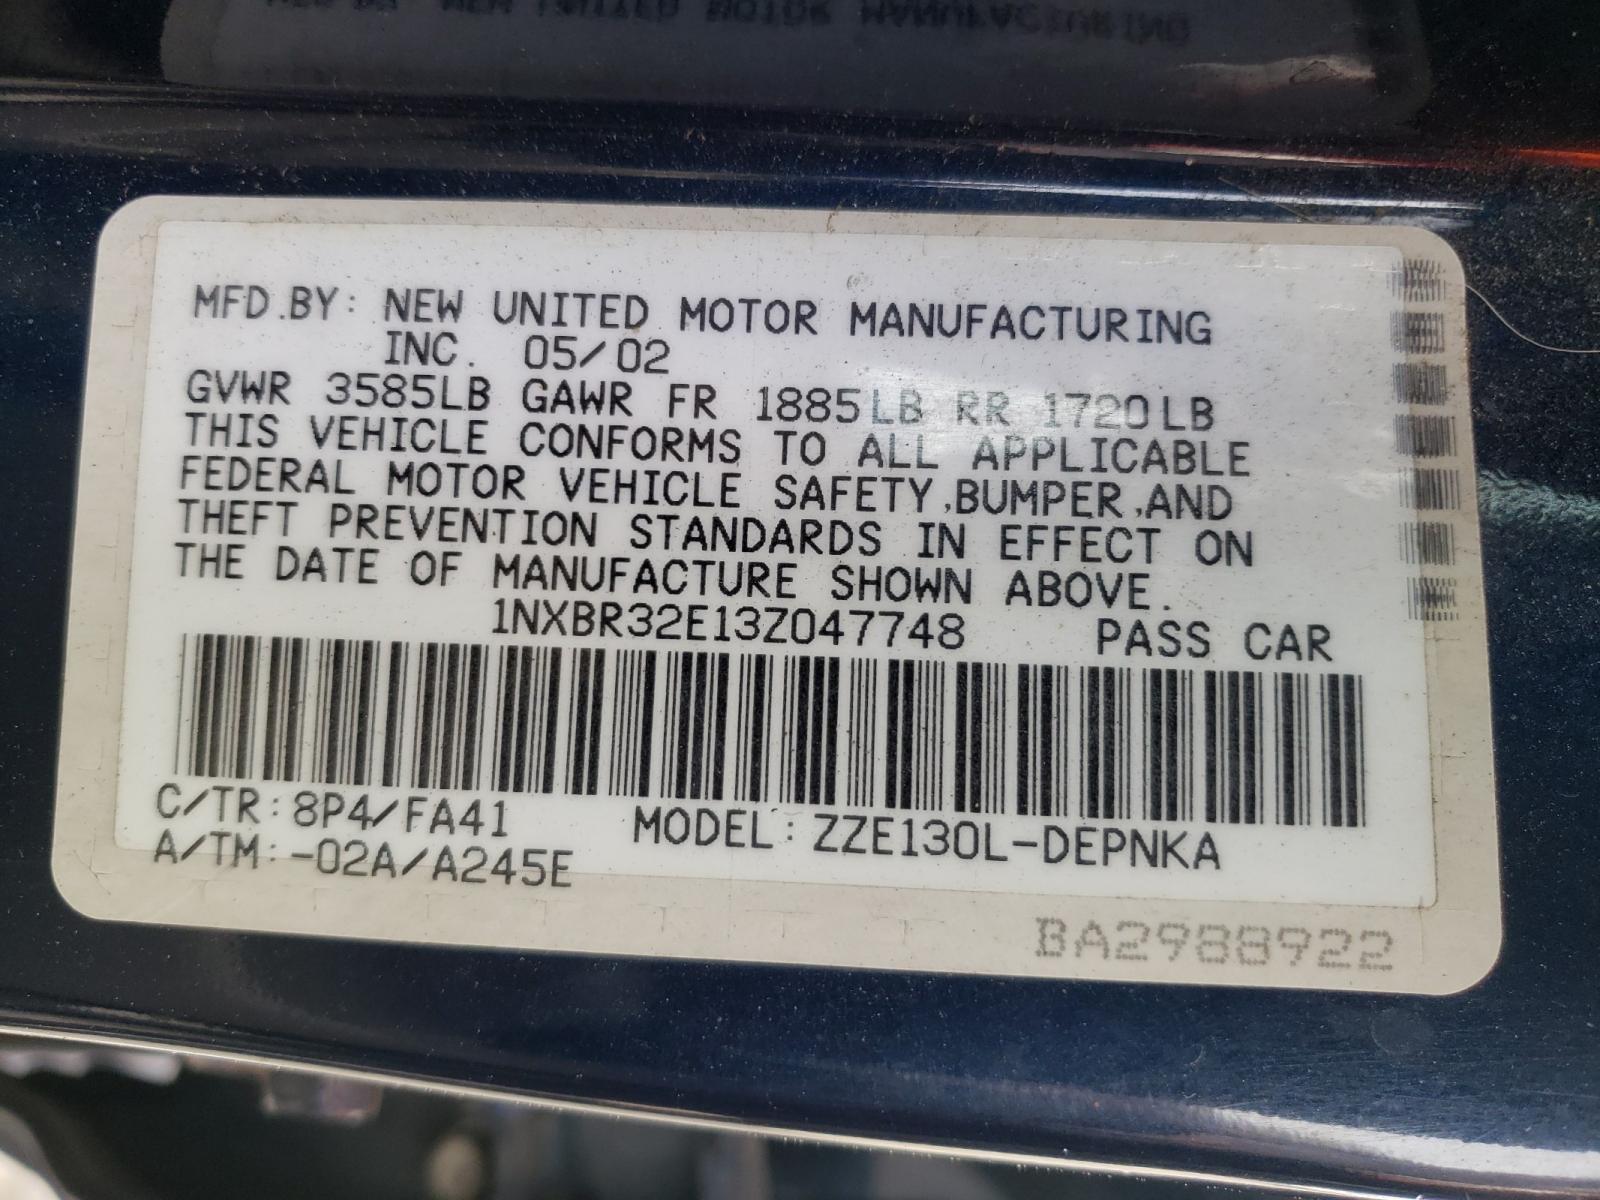 MFD.BY: NEW UNITED MOTOR MANUFACTURING
INC. 05/02
GVWR 3585LB GAWR FR 1885LB RR 1720LB
THIS VEHICLE CONFORMS TO ALL APPLICABLE
FEDERAL MOTOR VEHICLE SAFETY,BUMPER,AND
THEFT PREVENTION STANDARDS IN EFFECT ON
THE DATE OF MANUFACTURE SHOWN ABOVE.
1NXBR32E13Z047748 PASS CAR
C/TR: 8P4/FA41 MODEL: ZZE130L-DEPNKA
A/TM:-02A/A245E
BA2988922